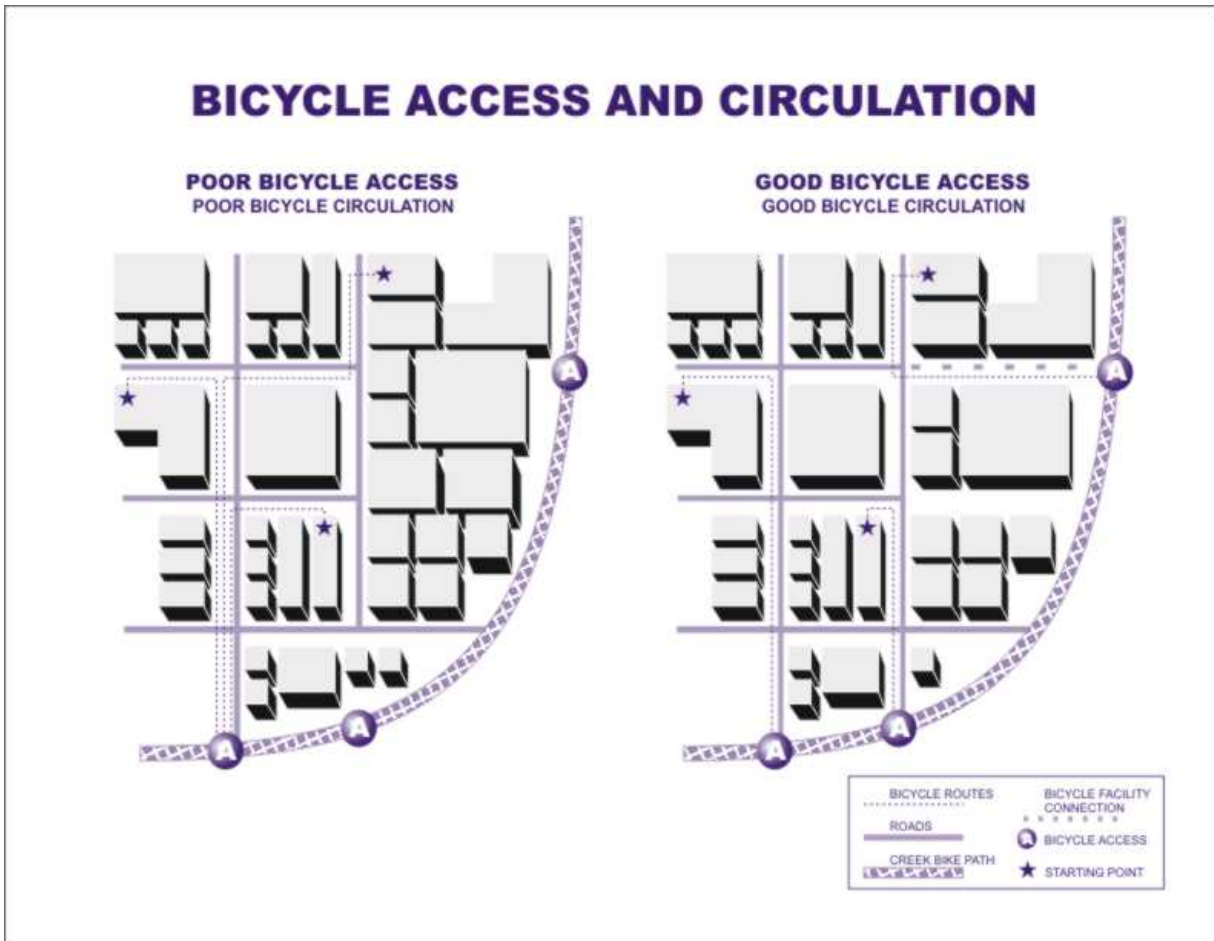 BICYCLE ACCESS AND CIRCULATION
POOR BICYCLE ACCESS
POOR BICYCLE CIRCULATION
GOOD BICYCLE ACCESS
GOOD BICYCLE CIRCULATION
A
A
A
A
A
A
BICYCLE ROUTES
ROADS
CREEK BIKE PATH
BICYCLE FACILITY
CONNECTION
A BICYCLE ACCESS
STARTING POINT